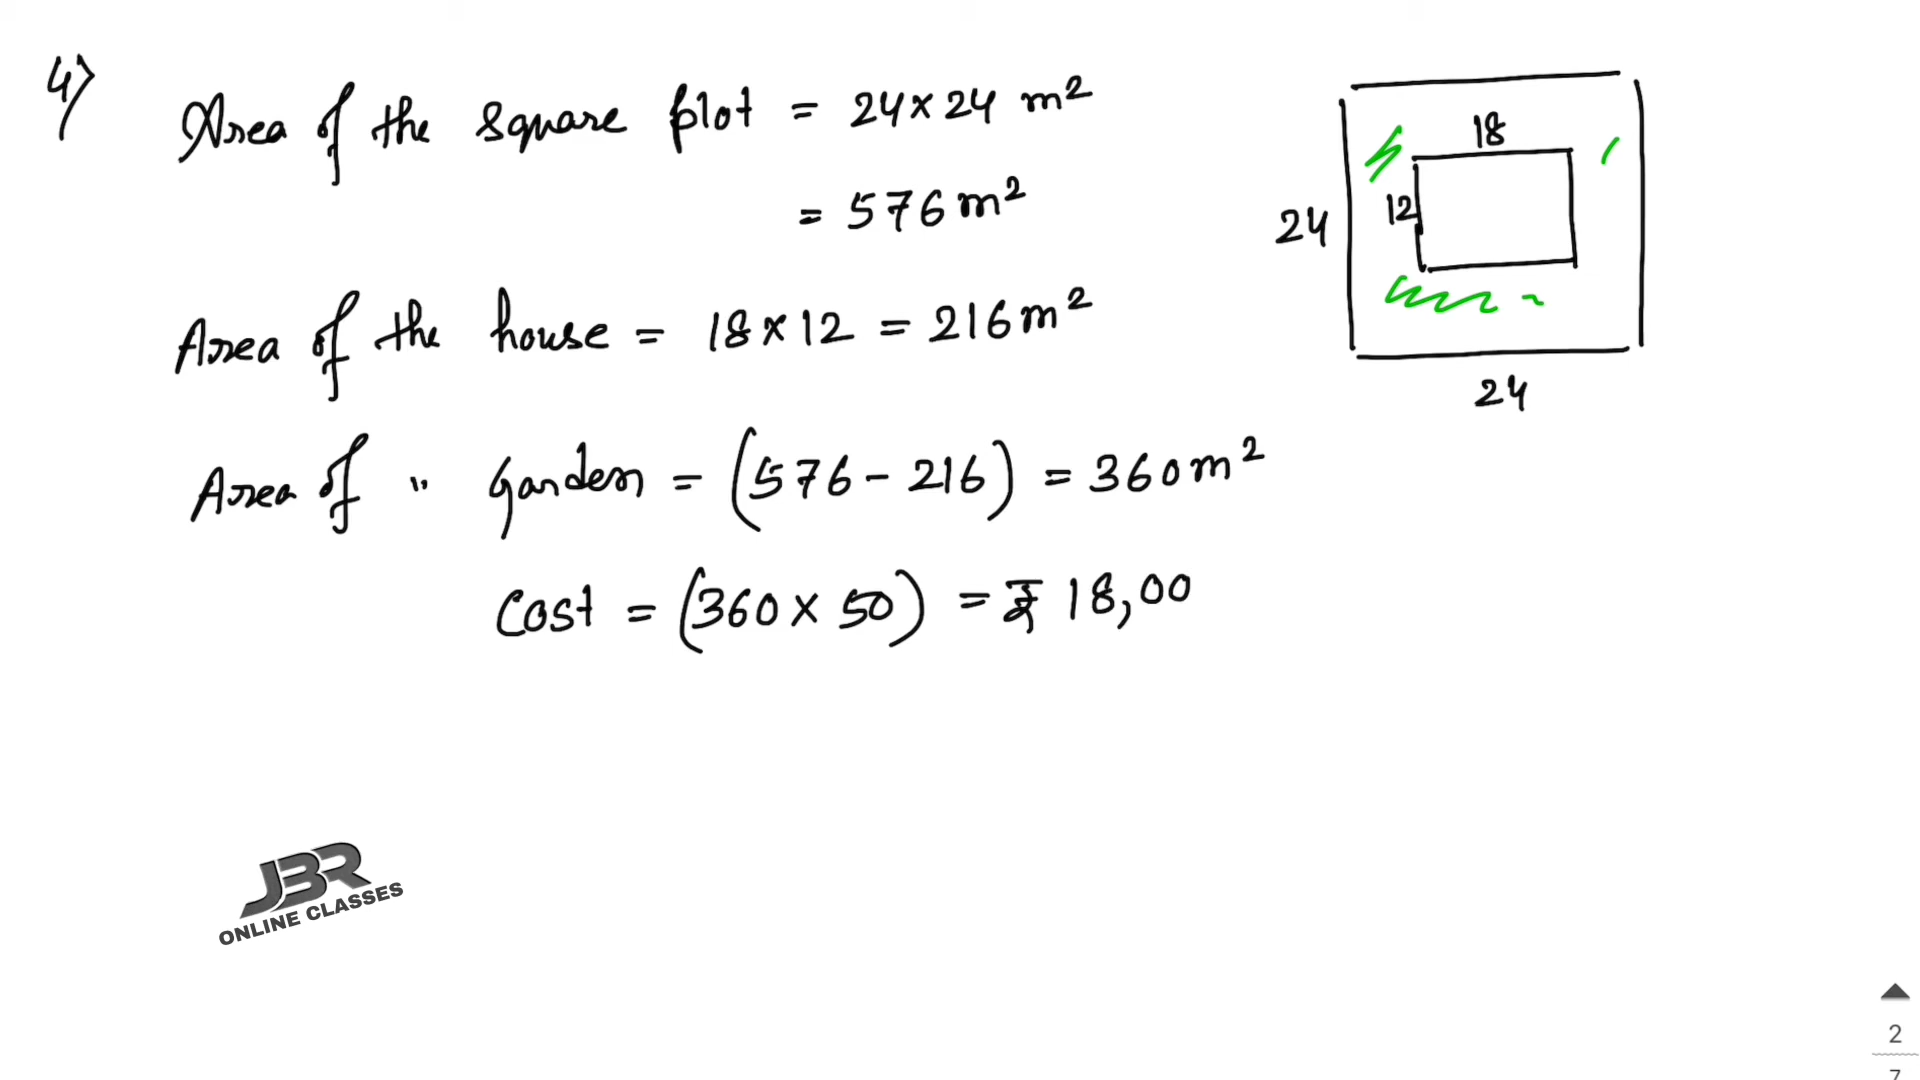 4)
Area of the square plot = 24 x 24 m²
= 576 m²
Area of the house = 18 x 12 = 216 m²
Area of " Garden = (576 - 216) = 360 m²
Cost = (360 x 50) = ₹ 18,00
18
12
24
24
JBR
ONLINE CLASSES
2
7